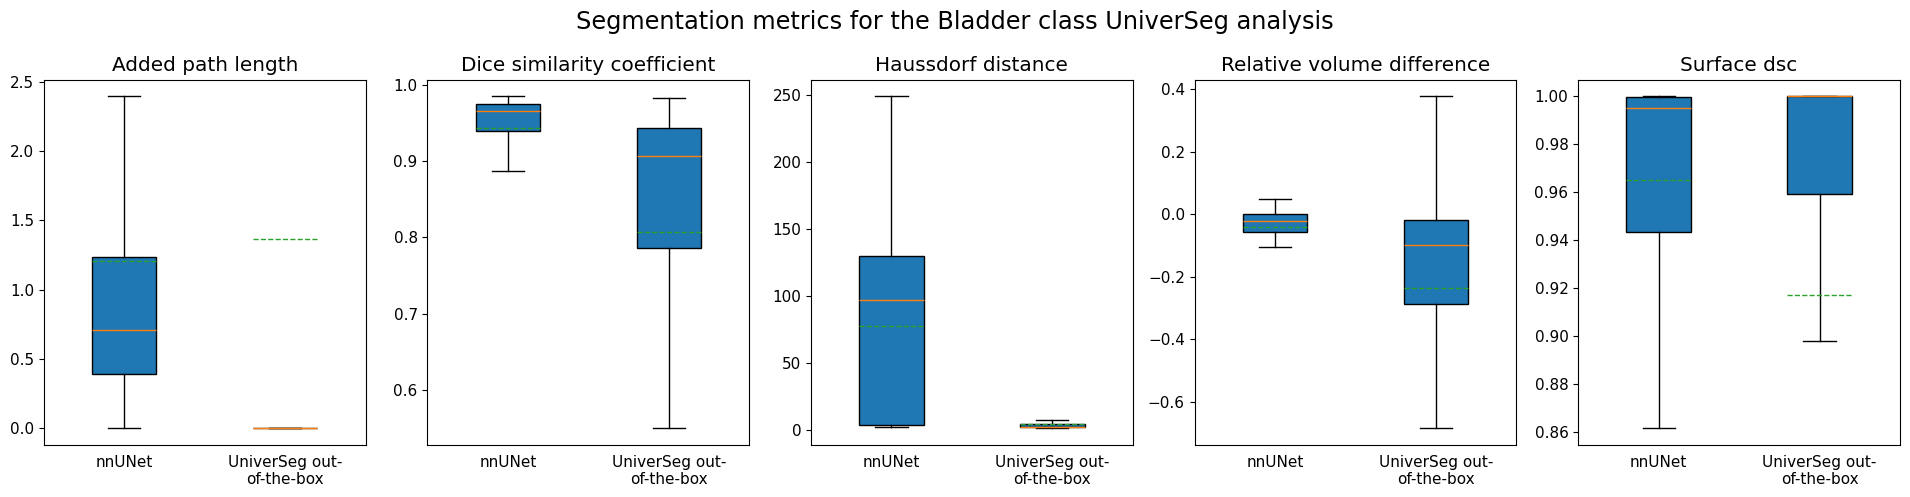 Segmentation metrics for the Bladder class UniverSeg analysis
Added path length
2.5
2.0
1.5
1.0
0.5
0.0
nnUNet
UniverSeg out-
of-the-box
Dice similarity coefficient
1.0
0.9
0.8
0.7
0.6
nnUNet
UniverSeg out-
of-the-box
Haussdorf distance
250
200
150
100
50
0
nnUNet
UniverSeg out-
of-the-box
Relative volume difference
0.4
0.2
0.0
−0.2
−0.4
−0.6
nnUNet
UniverSeg out-
of-the-box
Surface dsc
1.00
0.98
0.96
0.94
0.92
0.90
0.88
0.86
nnUNet
UniverSeg out-
of-the-box